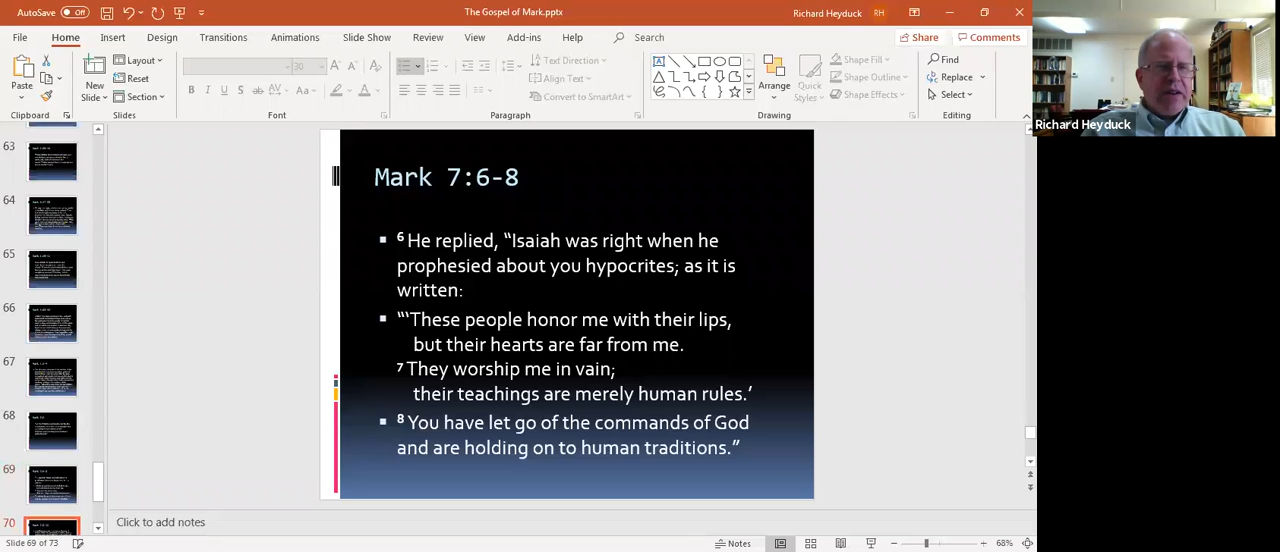 AutoSave Off
The Gospel of Mark.pptx
Richard Heyduck RH
File Home Insert Design Transitions Animations Slide Show Review View Add-ins Help Search Share Comments
Paste
New
Slide
Layout
Reset
Section
30
Text Direction
Align Text
Convert to SmartArt
Arrange
Quick
Styles
Shape Fill
Shape Outline
Shape Effects
Find
Replace
Select
Clipboard Slides Font Paragraph Drawing Editing
Richard Heyduck
63
64
65
66
67
68
69
70
Mark 7:6-8
6 He replied, “Isaiah was right when he
prophesied about you hypocrites; as it is
written:
“‘These people honor me with their lips,
but their hearts are far from me.
7 They worship me in vain;
their teachings are merely human rules.’
8 You have let go of the commands of God
and are holding on to human traditions.”
Click to add notes
Slide 69 of 73
Notes
68%